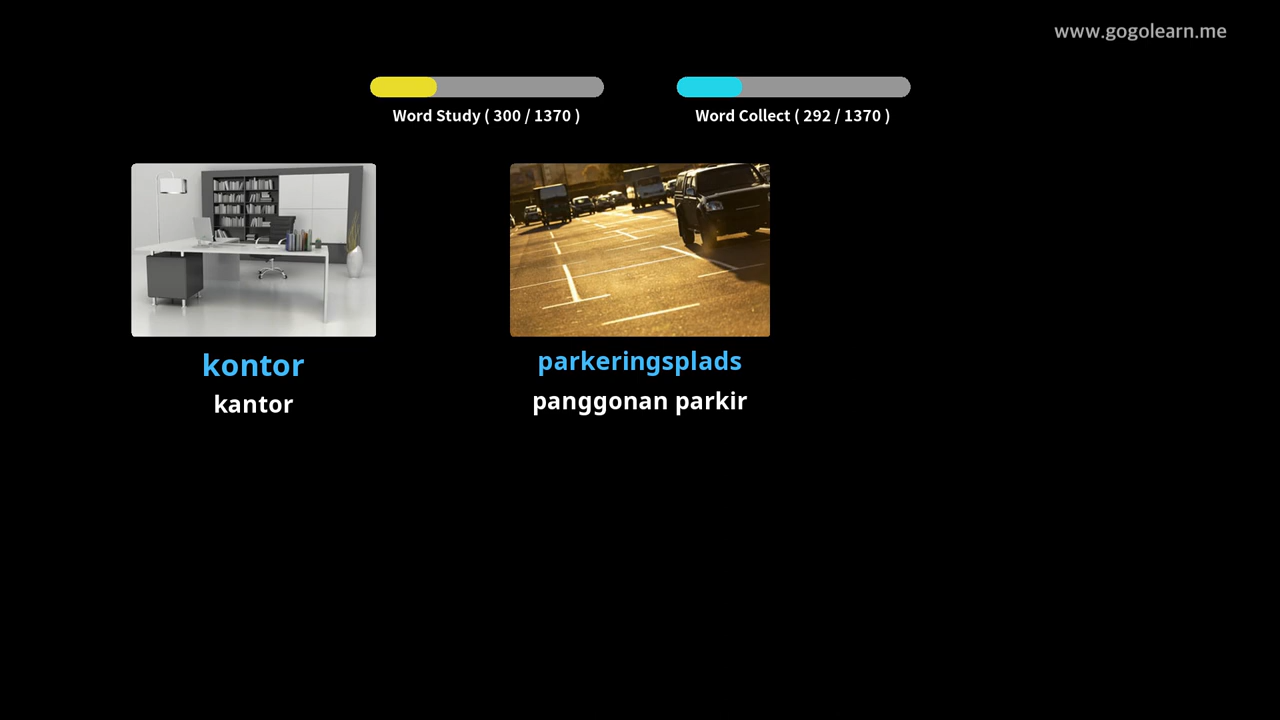 www.gogolearn.me
Word Study ( 300 / 1370 )
Word Collect ( 292 / 1370 )
kontor
kantor
parkeringsplads
panggonan parkir